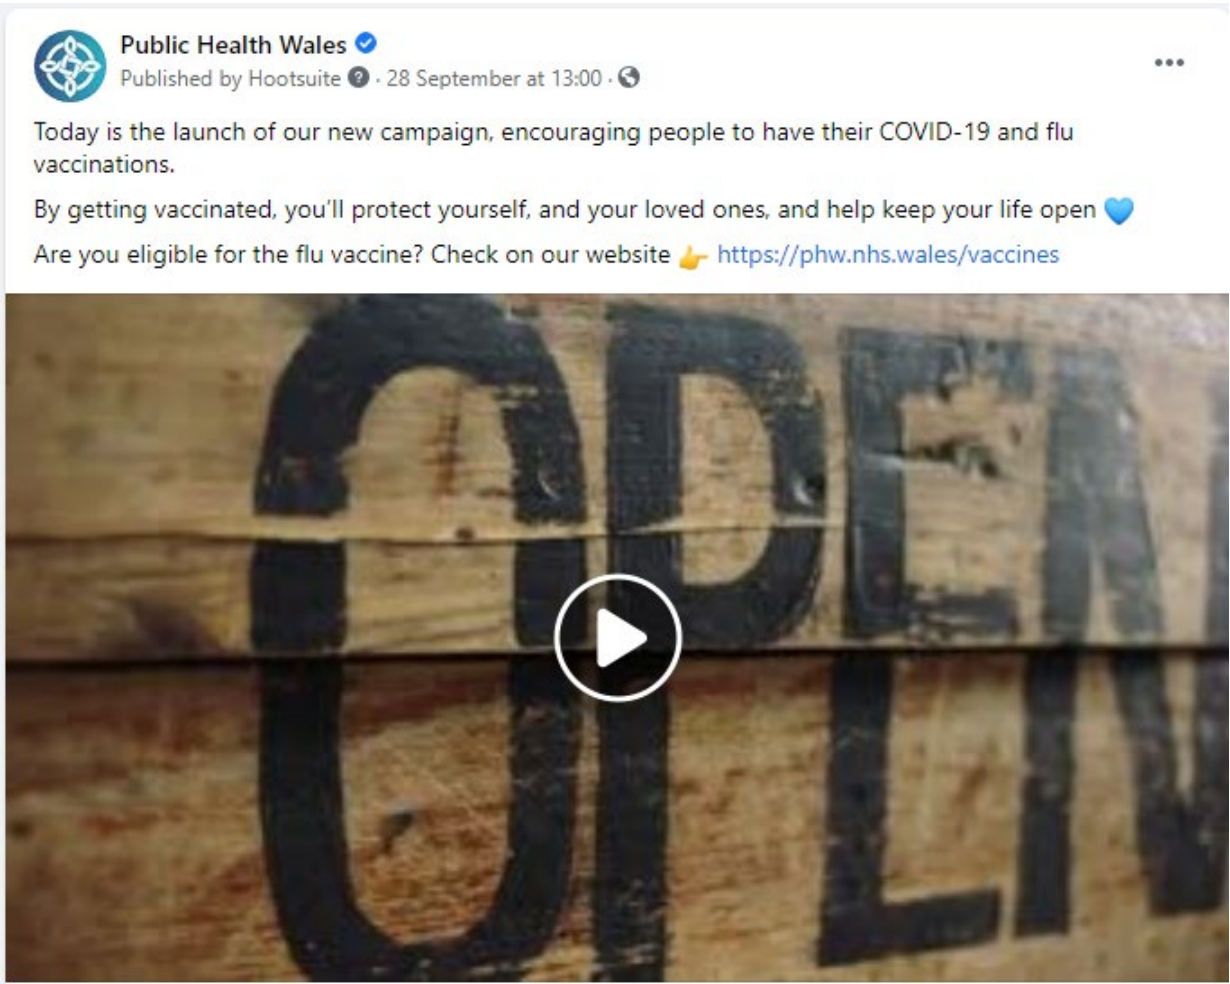 Public Health Wales
Published by Hootsuite · 28 September at 13:00 ·
Today is the launch of our new campaign, encouraging people to have their COVID-19 and flu
vaccinations.
By getting vaccinated, you'll protect yourself, and your loved ones, and help keep your life open 💙
Are you eligible for the flu vaccine? Check on our website 👉 https://phw.nhs.wales/vaccines
OPEN